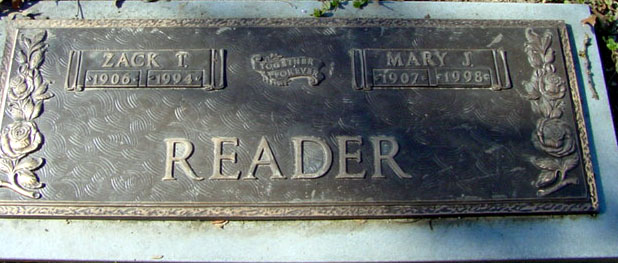 ZACK T.
1906 1994
TOGETHER
FOREVER
MARY J.
1907 1998
READER